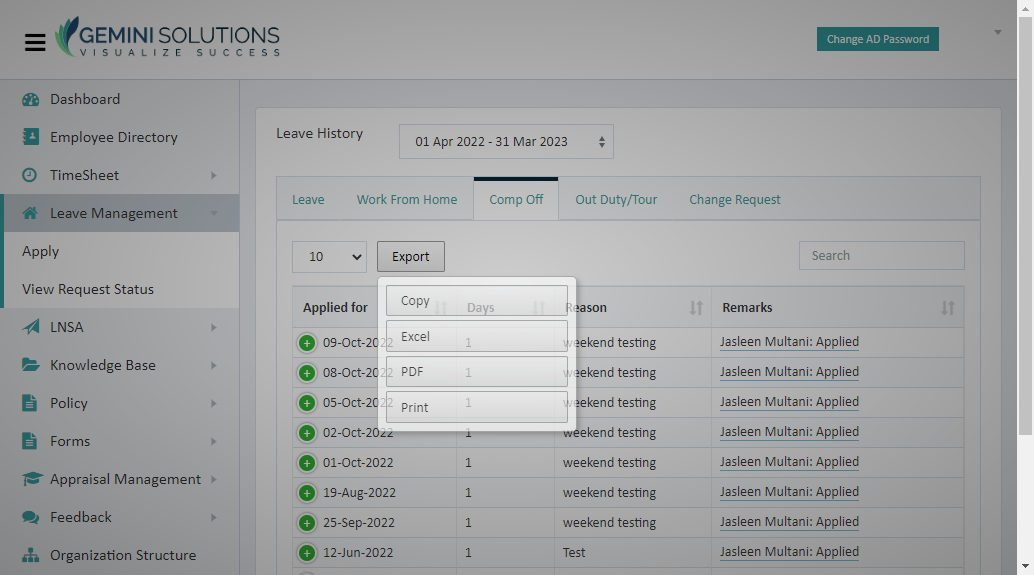 GEMINI SOLUTIONS
VISUALIZE SUCCESS
Change AD Password
Dashboard
Employee Directory
TimeSheet
Leave Management
Apply
View Request Status
LNSA
Knowledge Base
Policy
Forms
Appraisal Management
Feedback
Organization Structure
Leave History
01 Apr 2022 - 31 Mar 2023
Leave Work From Home Comp Off Out Duty/Tour Change Request
10 Export Search
Copy
Excel
PDF
Print
Applied for Days Reason Remarks
09-Oct-2022 1 weekend testing Jasleen Multani: Applied
08-Oct-2022 1 weekend testing Jasleen Multani: Applied
05-Oct-2022 1 weekend testing Jasleen Multani: Applied
02-Oct-2022 1 weekend testing Jasleen Multani: Applied
01-Oct-2022 1 weekend testing Jasleen Multani: Applied
19-Aug-2022 1 weekend testing Jasleen Multani: Applied
25-Sep-2022 1 weekend testing Jasleen Multani: Applied
12-Jun-2022 1 Test Jasleen Multani: Applied